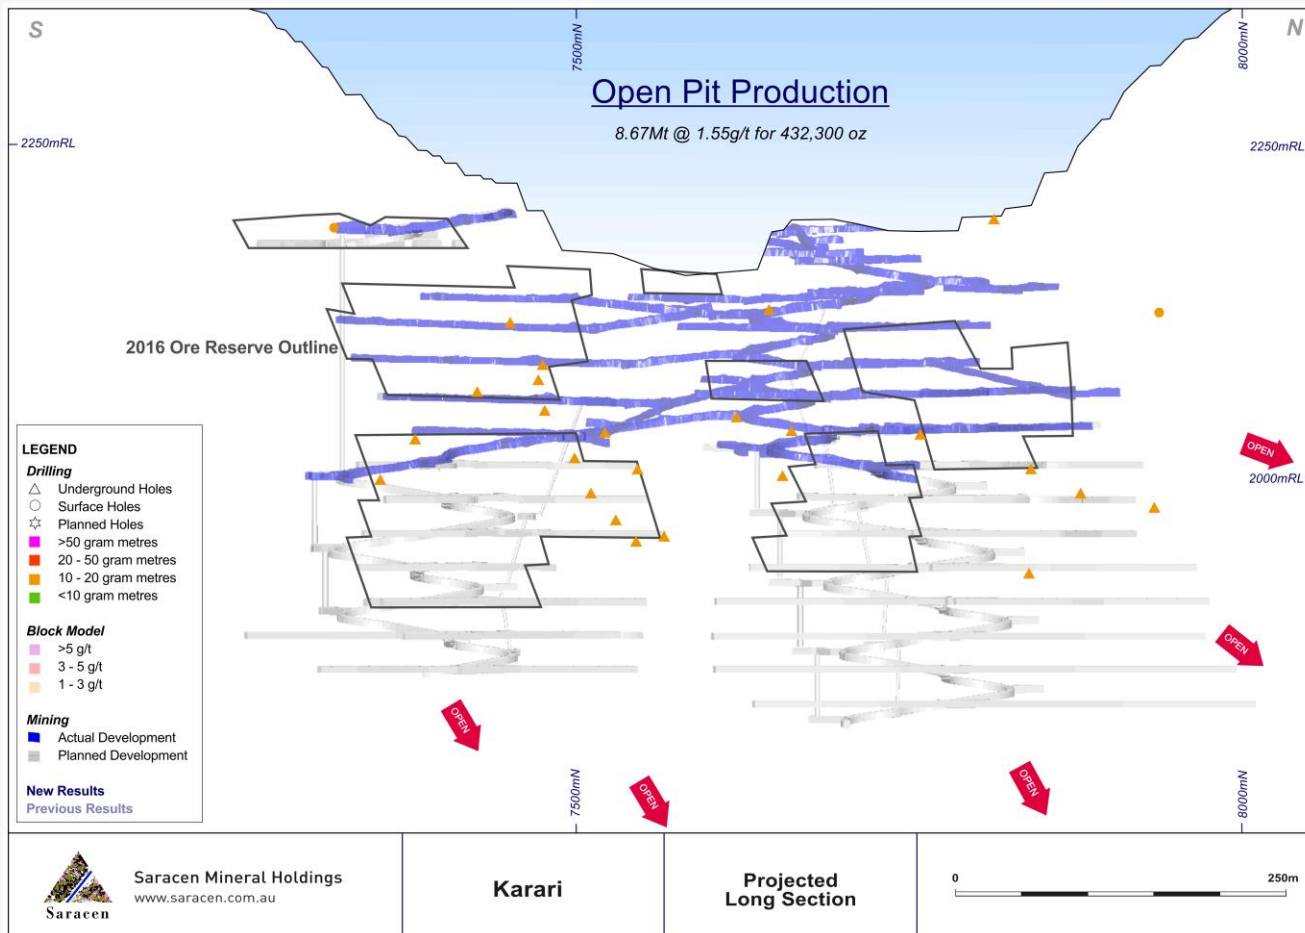 S
N
7500mN
8000mN
Open Pit Production
8.67Mt @ 1.55g/t for 432,300 oz
2250mRL
2250mRL
2016 Ore Reserve Outline
OPEN
2000mRL
LEGEND
Drilling
Underground Holes
Surface Holes
Planned Holes
>50 gram metres
20 - 50 gram metres
10 - 20 gram metres
<10 gram metres
Block Model
>5 g/t
3 - 5 g/t
1 - 3 g/t
Mining
Actual Development
Planned Development
New Results
Previous Results
OPEN
OPEN
OPEN
OPEN
7500mN
8000mN
Saracen
Saracen Mineral Holdings
www.saracen.com.au
Karari
Projected
Long Section
0
250m